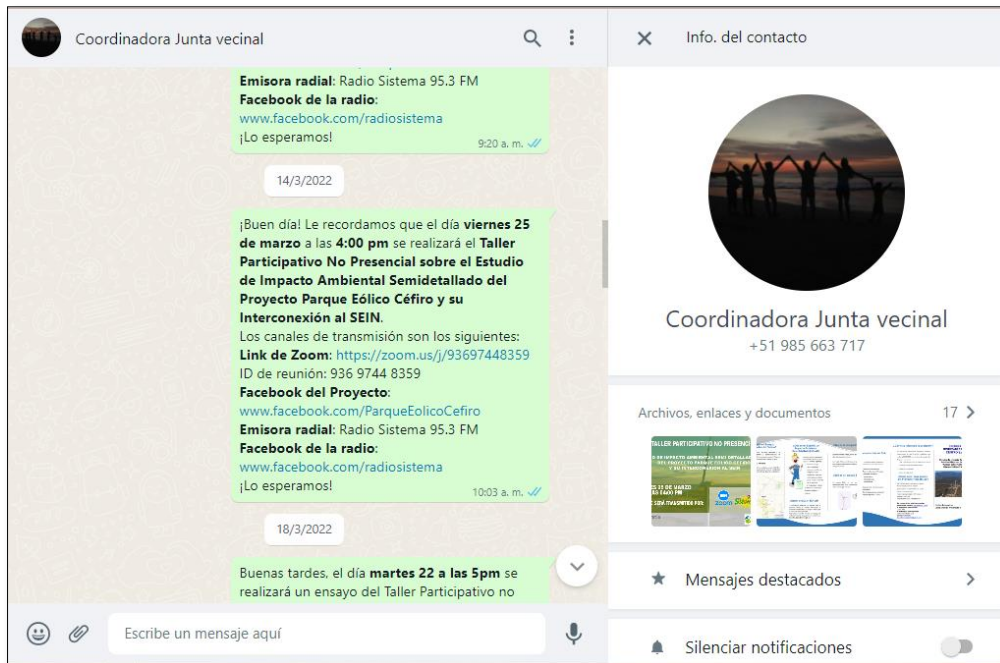 Coordinadora Junta vecinal
Emisora radial: Radio Sistema 95.3 FM
Facebook de la radio:
www.facebook.com/radiosistema
¡Lo esperamos!
9:20 a. m.
14/3/2022
¡Buen día! Le recordamos que el día viernes 25
de marzo a las 4:00 pm se realizará el Taller
Participativo No Presencial sobre el Estudio
de Impacto Ambiental Semidetallado del
Proyecto Parque Eólico Céfiro y su
Interconexión al SEIN.
Los canales de transmisión son los siguientes:
Link de Zoom: https://zoom.us/j/93697448359
ID de reunión: 936 9744 8359
Facebook del Proyecto:
www.facebook.com/ParqueEolicoCefiro
Emisora radial: Radio Sistema 95.3 FM
Facebook de la radio:
www.facebook.com/radiosistema
¡Lo esperamos!
10:03 a. m.
18/3/2022
Buenas tardes, el día martes 22 a las 5pm se
realizará un ensayo del Taller Participativo no
Escribe un mensaje aquí
Info. del contacto
Coordinadora Junta vecinal
+51 985 663 717
Archivos, enlaces y documentos 17
TALLER PARTICIPATIVO NO PRESENC
zoom
Mensajes destacados
Silenciar notificaciones